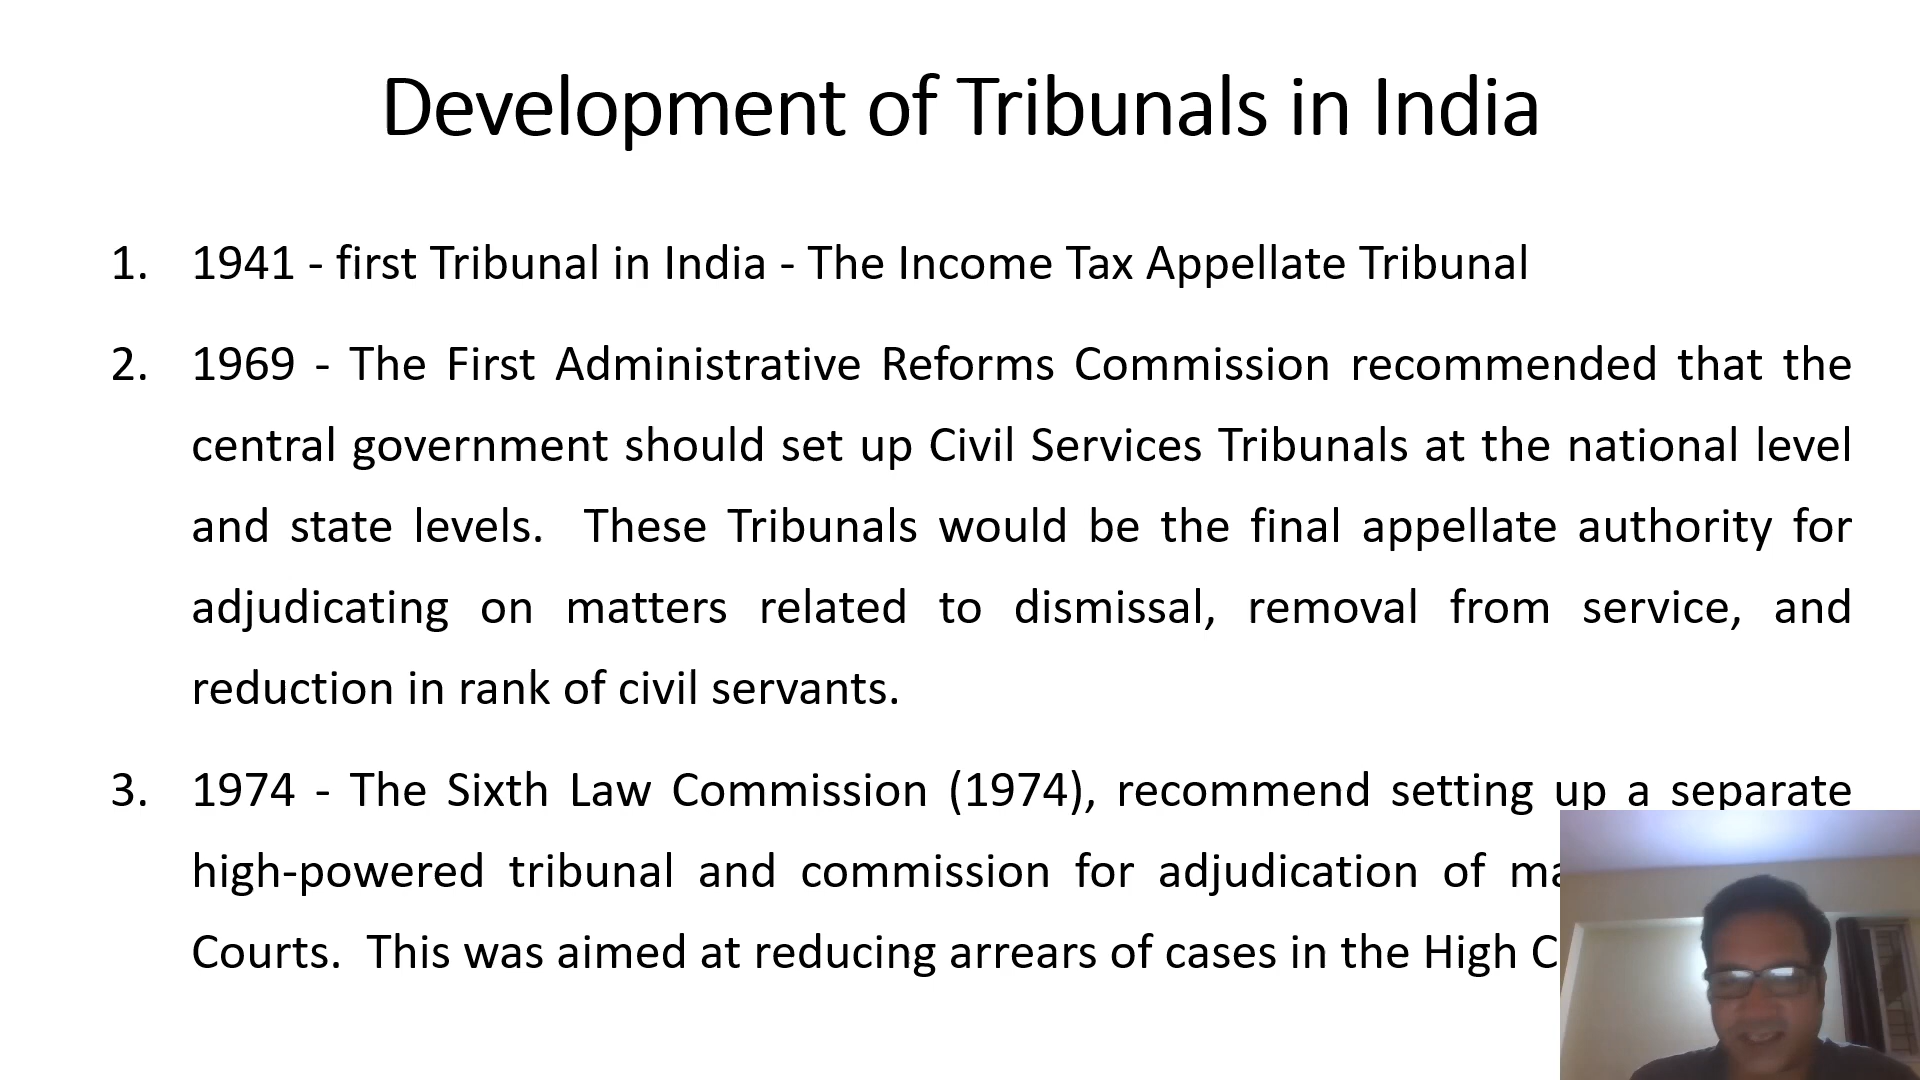 Development of Tribunals in India
1. 1941 - first Tribunal in India - The Income Tax Appellate Tribunal
2. 1969 - The First Administrative Reforms Commission recommended that the
central government should set up Civil Services Tribunals at the national level
and state levels. These Tribunals would be the final appellate authority for
adjudicating on matters related to dismissal, removal from service, and
reduction in rank of civil servants.
3. 1974 - The Sixth Law Commission (1974), recommend setting up a separate
high-powered tribunal and commission for adjudication of
Courts. This was aimed at reducing arrears of cases in the High